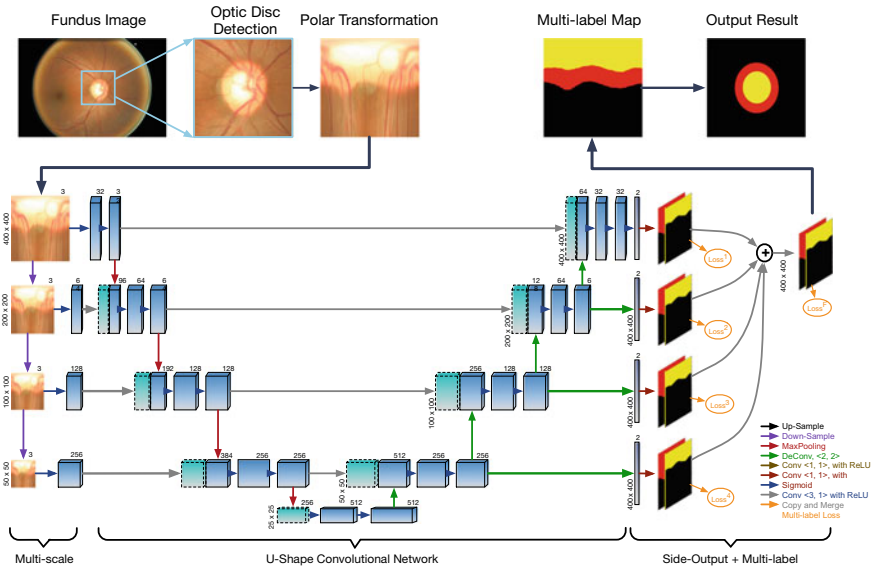 Fundus Image
Optic Disc
Detection
Polar Transformation
Multi-label Map
Output Result
3
400 x 400
32
3
64
32
32
2
400 x 400
Loss1
400 x 400
LossF
3
200 x 200
6
4
96
64
6
12
64
6
200 x 200
2
400 x 400
Loss2
3
100 x 100
128
192
128
128
256
128
128
100 x 100
2
400 x 400
Loss3
3
50 x 50
256
384
256
256
512
256
256
50 x 50
2
400 x 400
Loss4
25 x 25
256
512
512
Up-Sample
Down-Sample
MaxPooling
DeConv, <2, 2>
Conv <1, 1>, with ReLU
Conv <1, 1>, with
Sigmoid
Conv <3, 1> with ReLU
Copy and Merge
Multi-label Loss
Multi-scale
U-Shape Convolutional Network
Side-Output + Multi-label